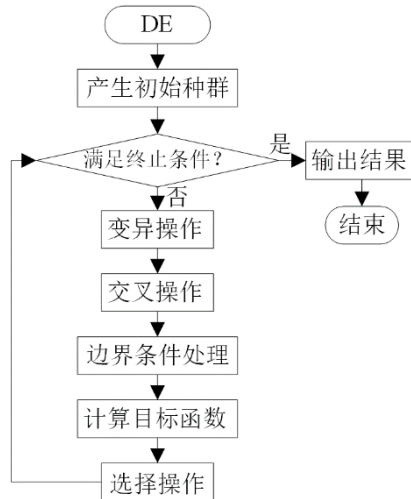 DE
产生初始种群
满足终止条件？
是
输出结果
否
结束
变异操作
交叉操作
边界条件处理
计算目标函数
选择操作